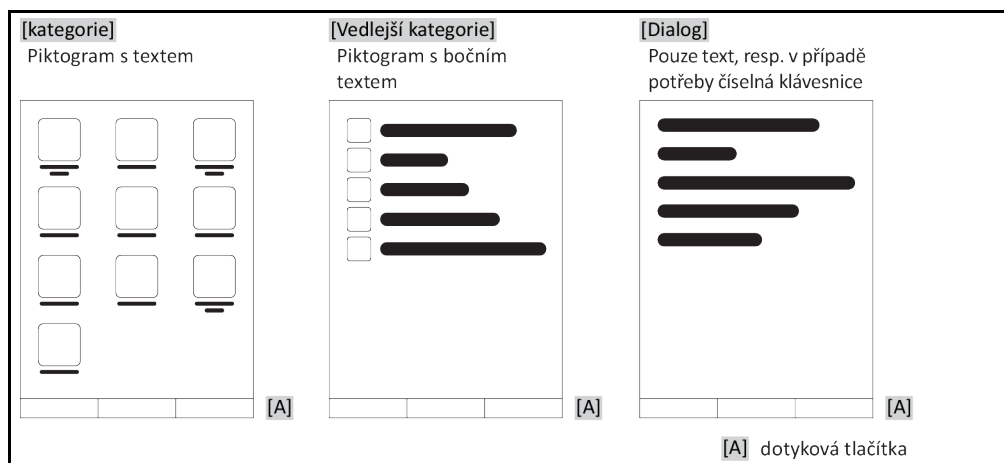 [kategorie]
Piktogram s textem
[Vedlejší kategorie]
Piktogram s bočním
textem
[Dialog]
Pouze text, resp. v případě
potřeby číselná klávesnice
[A]
[A]
[A]
[A] dotyková tlačítka